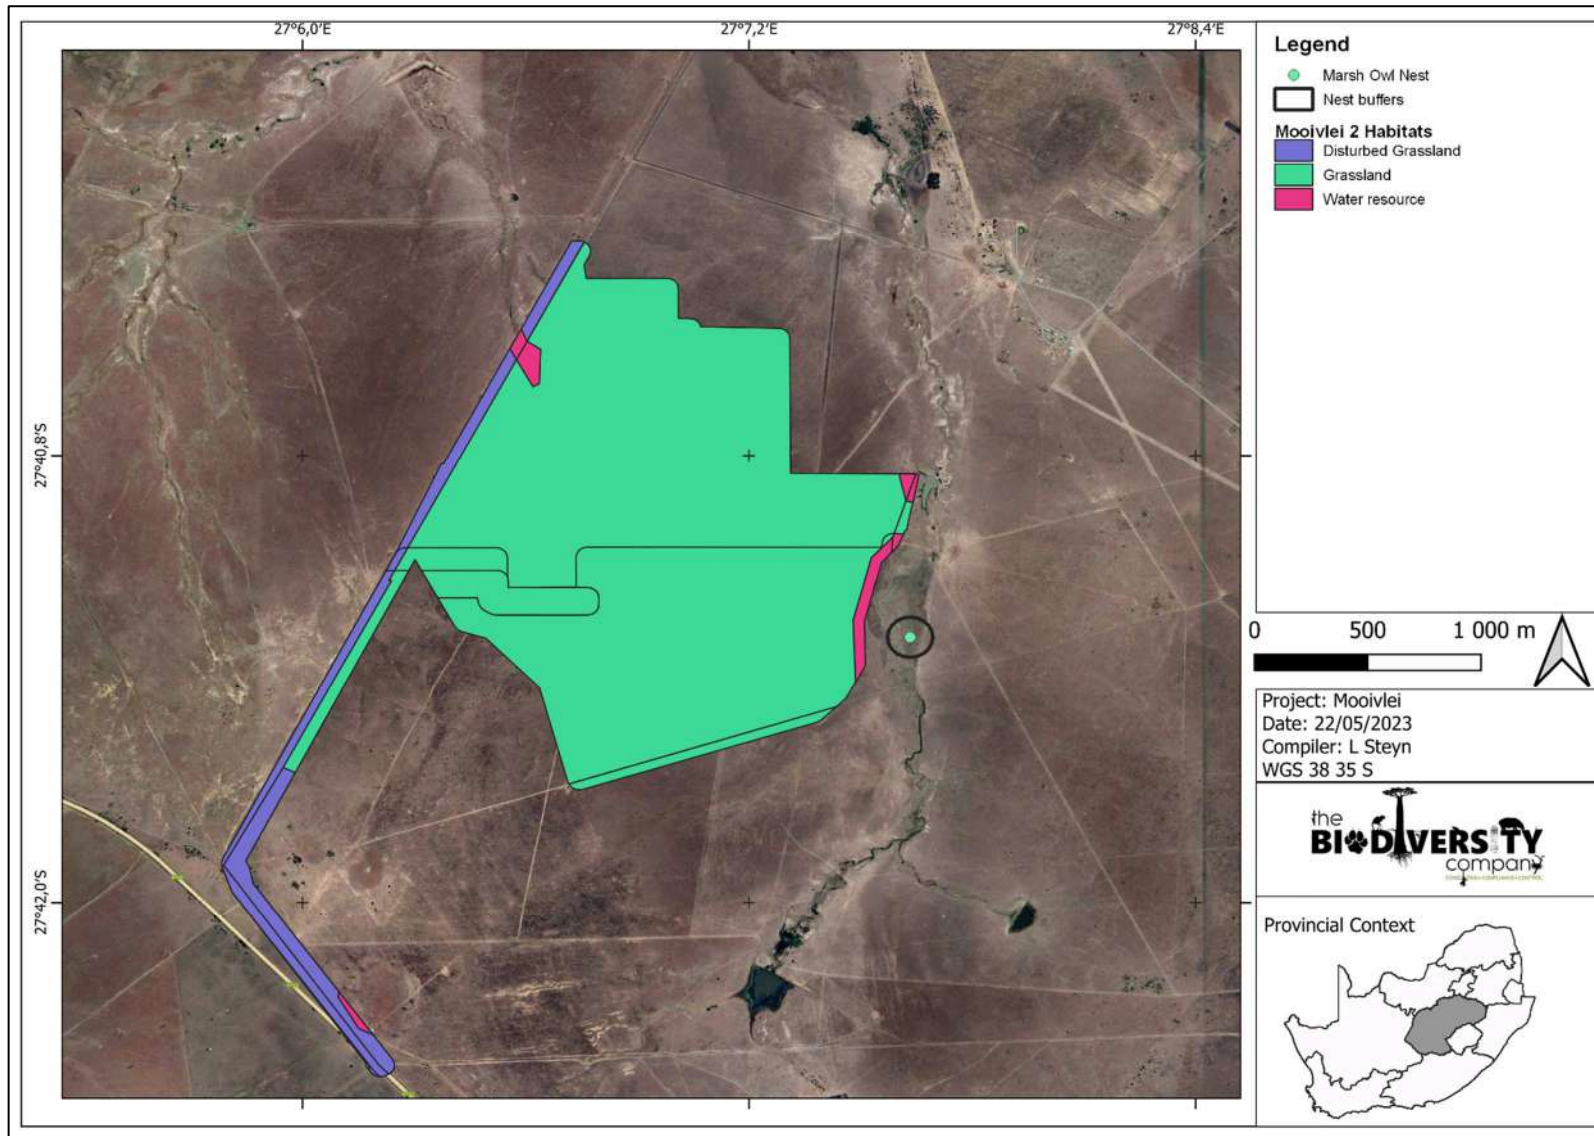 27°6,0'E
27°7,2'E
27°8,4'E
27°40,8'S
27°42,0'S
Legend
Marsh Owl Nest
Nest buffers
Mooivlei 2 Habitats
Disturbed Grassland
Grassland
Water resource
0 500 1 000 m
Project: Mooivlei
Date: 22/05/2023
Compiler: L Steyn
WGS 38 35 S
the
BIODIVERSITY
company
Provincial Context